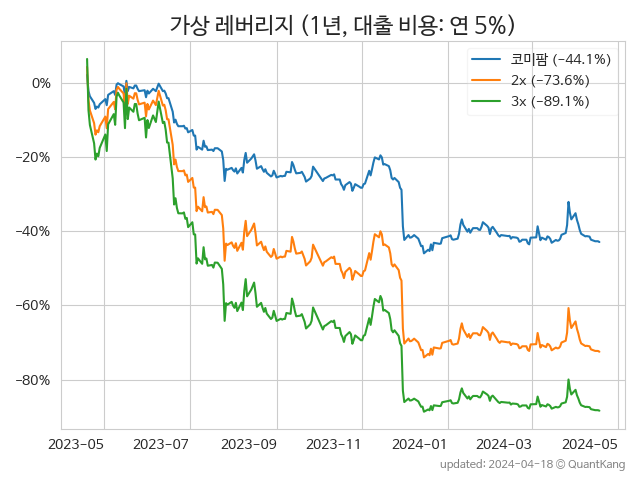 가상 레버리지 (1년, 대출 비용: 연 5%)
코미팜 (−44.1%)
2x (−73.6%)
3x (−89.1%)
0%
−20%
−40%
−60%
−80%
2023-05 2023-07 2023-09 2023-11 2024-01 2024-03 2024-05
updated: 2024-04-18 © QuantKang